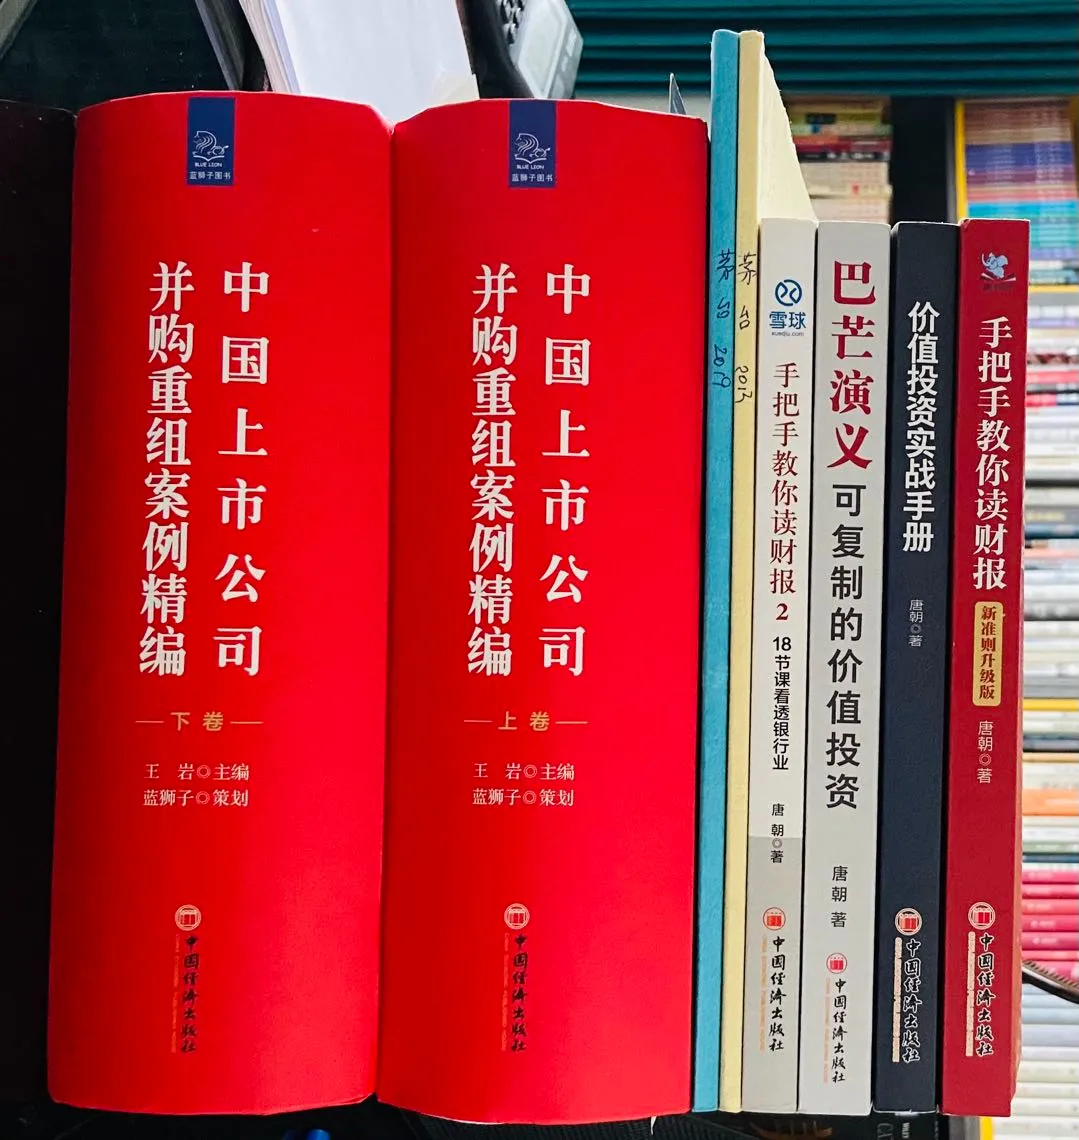 BLUE LION
蓝狮子图书
中国上市公司
并购重组案例精编
下卷
王岩◎主编
蓝狮子◎策划
中国经济出版社
BLUE LION
蓝狮子图书
中国上市公司
并购重组案例精编
上卷
王岩◎主编
蓝狮子◎策划
中国经济出版社
茅台 2019
茅台 2013
雪球
xueqiu.com
手把手教你读财报2
18节课看透银行业
唐朝◎著
中国经济出版社
巴芒演义
可复制的价值投资
唐朝 著
中国经济出版社
价值投资实战手册
唐朝◎著
中国经济出版社
手把手教你读财报
新准则升级版
唐朝◎著
中国经济出版社